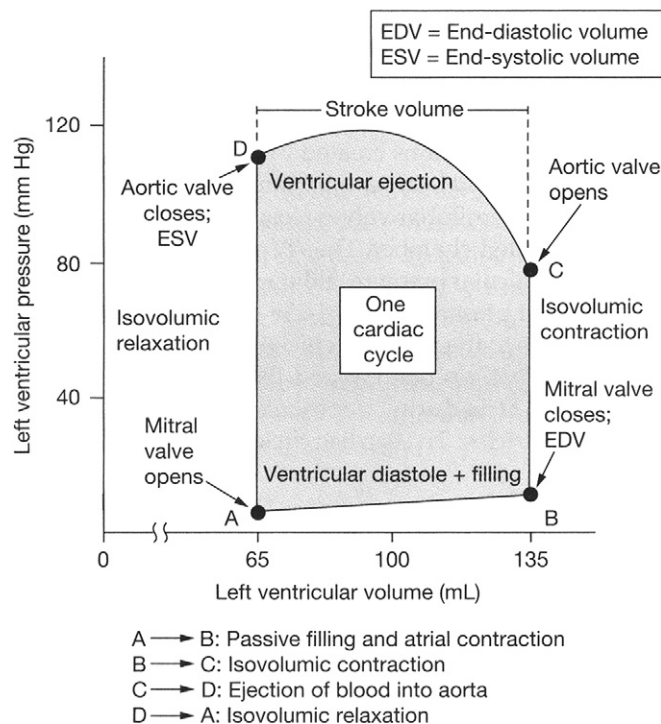 EDV = End-diastolic volume
ESV = End-systolic volume
Stroke volume
120
D
Ventricular ejection
Aortic valve
opens
Aortic valve
closes;
ESV
80
C
Left ventricular pressure (mm Hg)
Isovolumic
relaxation
One
cardiac
cycle
Isovolumic
contraction
40
Mitral
valve
opens
Mitral valve
closes;
EDV
Ventricular diastole + filling
A
B
0
65
100
135
Left ventricular volume (mL)
A → B: Passive filling and atrial contraction
B → C: Isovolumic contraction
C → D: Ejection of blood into aorta
D → A: Isovolumic relaxation